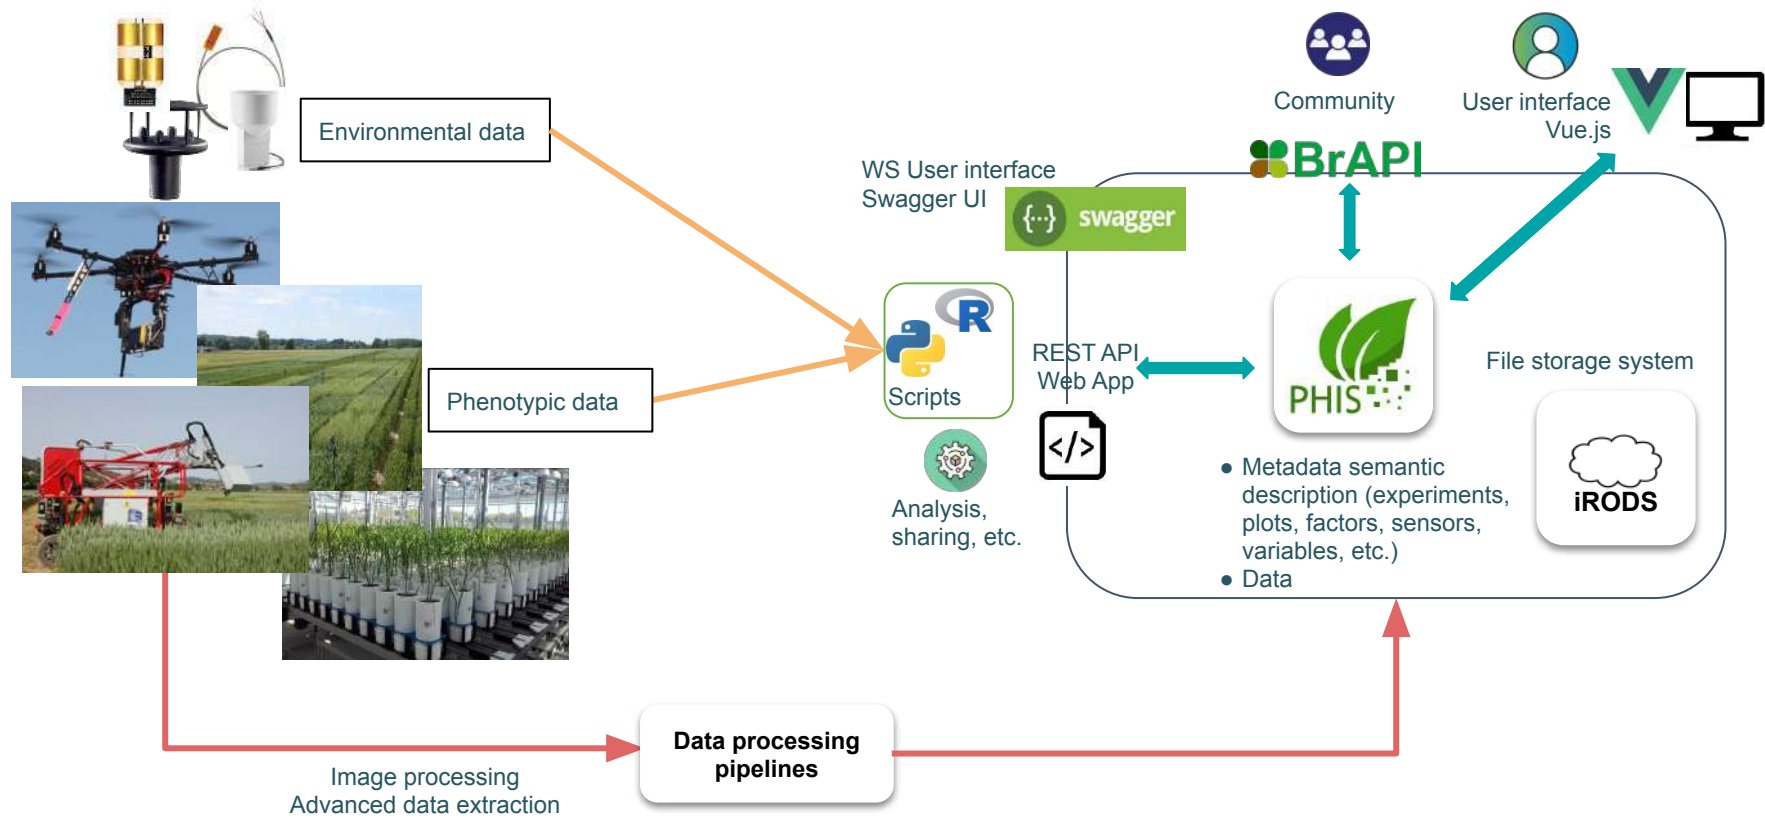 Environmental data
Phenotypic data
Image processing
Advanced data extraction
Data processing
pipelines
Scripts
Analysis,
sharing, etc.
WS User interface
Swagger UI
{···} swagger
REST API
Web App
</>
Community
BrAPI
User interface
Vue.js
PHIS
● Metadata semantic
description (experiments,
plots, factors, sensors,
variables, etc.)
● Data
File storage system
iRODS
R